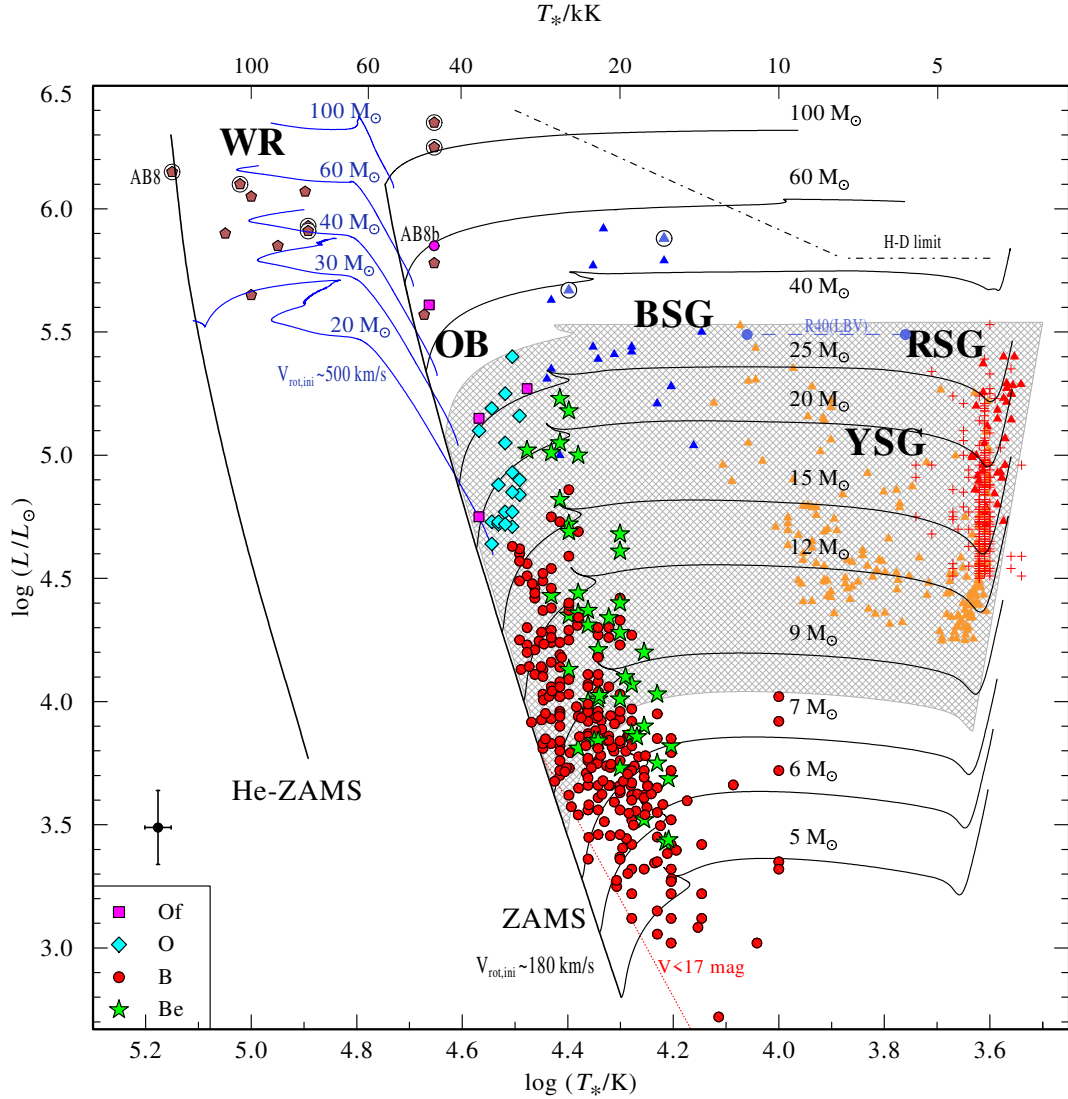 T*/kK
100 60 40 20 10 5
6.5
100 M⊙
100 M⊙
WR
AB8
60 M⊙
60 M⊙
6.0
40 M⊙
AB8b
H-D limit
30 M⊙
40 M⊙
BSG
5.5
20 M⊙
OB
R40(LBV)
RSG
25 M⊙
V rot,ini ~500 km/s
20 M⊙
YSG
5.0
15 M⊙
12 M⊙
4.5
9 M⊙
4.0
7 M⊙
He-ZAMS
6 M⊙
3.5
5 M⊙
Of
ZAMS
O
V rot,ini ~180 km/s
V<17 mag
3.0
B
Be
5.2 5.0 4.8 4.6 4.4 4.2 4.0 3.8 3.6
log (T*/K)
log (L/L⊙)